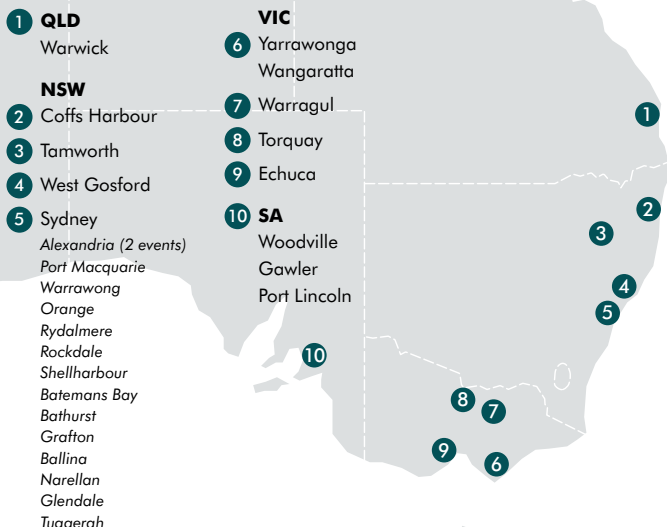 1 QLD
Warwick
NSW
2 Coffs Harbour
3 Tamworth
4 West Gosford
5 Sydney
Alexandria (2 events)
Port Macquarie
Warrawong
Orange
Rydalmere
Rockdale
Shellharbour
Batemans Bay
Bathurst
Grafton
Ballina
Narellan
Glendale
Tuggerah
VIC
6 Yarrawonga
Wangaratta
7 Warragul
8 Torquay
9 Echuca
10 SA
Woodville
Gawler
Port Lincoln
1
2
3
4
5
10
8
7
9
6